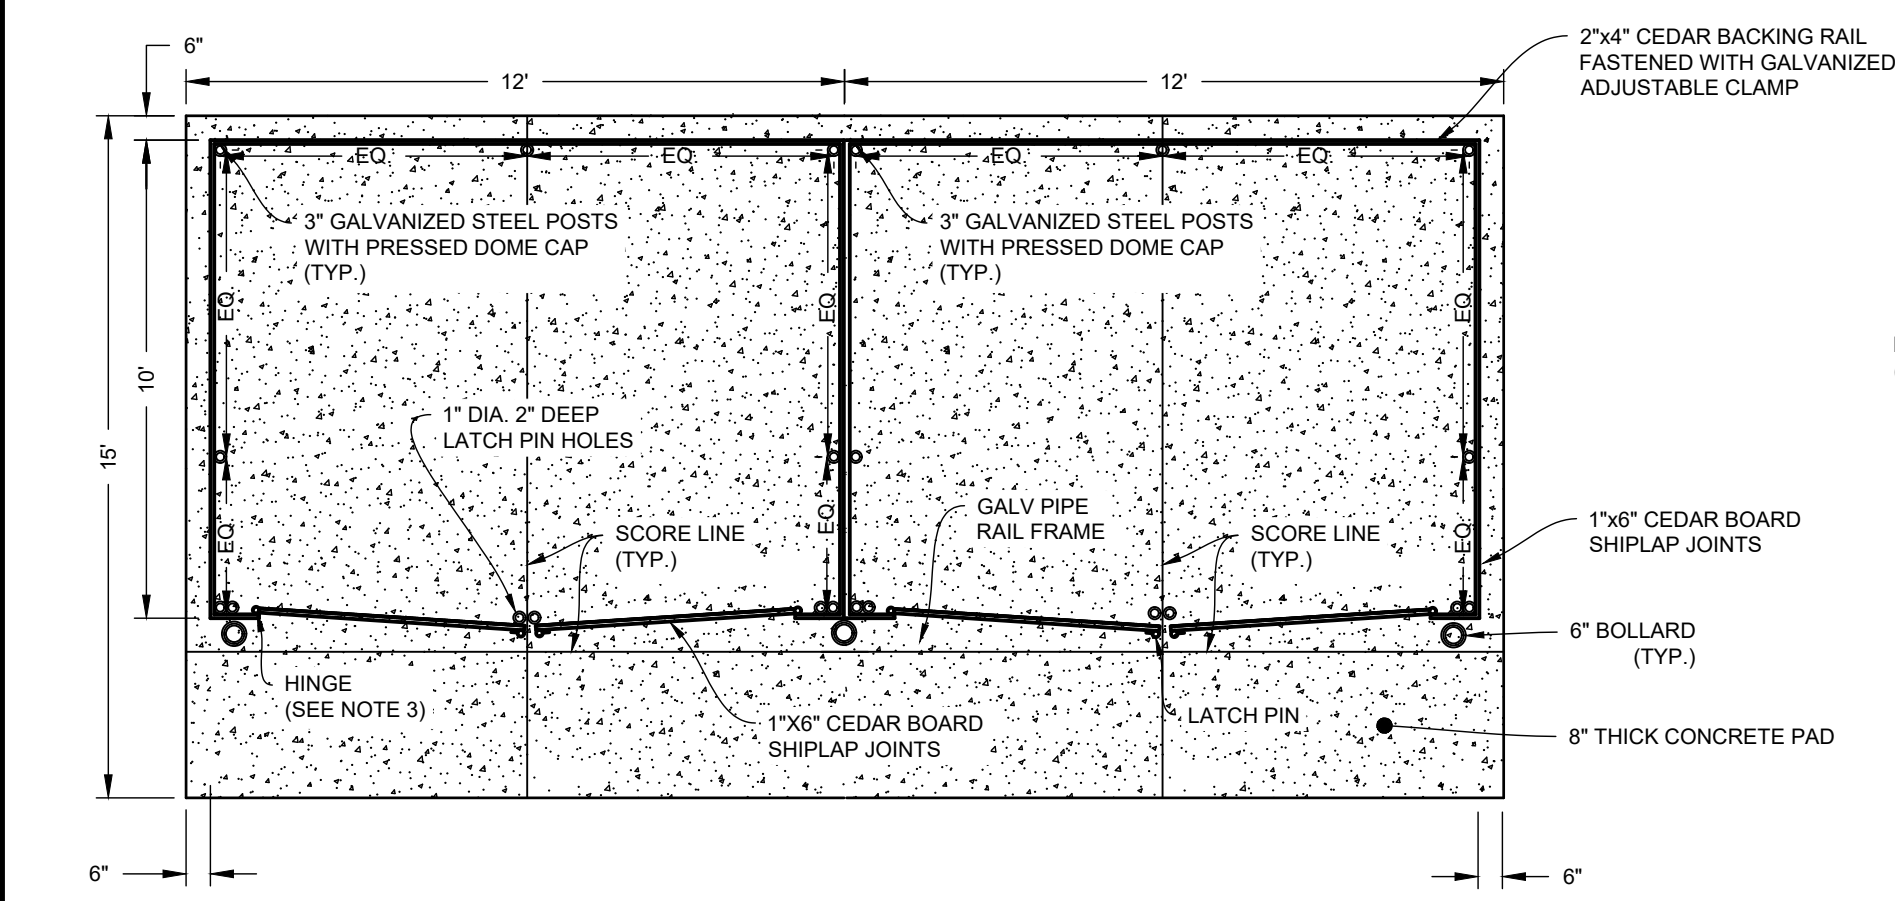 6"
12'
12'
2"x4" CEDAR BACKING RAIL
FASTENED WITH GALVANIZED
ADJUSTABLE CLAMP
EQ
EQ
EQ
EQ
3" GALVANIZED STEEL POSTS
WITH PRESSED DOME CAP
(TYP.)
3" GALVANIZED STEEL POSTS
WITH PRESSED DOME CAP
(TYP.)
EQ
EQ
EQ
10'
15'
1" DIA. 2" DEEP
LATCH PIN HOLES
GALV PIPE
RAIL FRAME
SCORE LINE
(TYP.)
SCORE LINE
(TYP.)
EQ
EQ
EQ
1"x6" CEDAR BOARD
SHIPLAP JOINTS
6" BOLLARD
(TYP.)
HINGE
(SEE NOTE 3)
1"X6" CEDAR BOARD
SHIPLAP JOINTS
LATCH PIN
8" THICK CONCRETE PAD
6"
6"